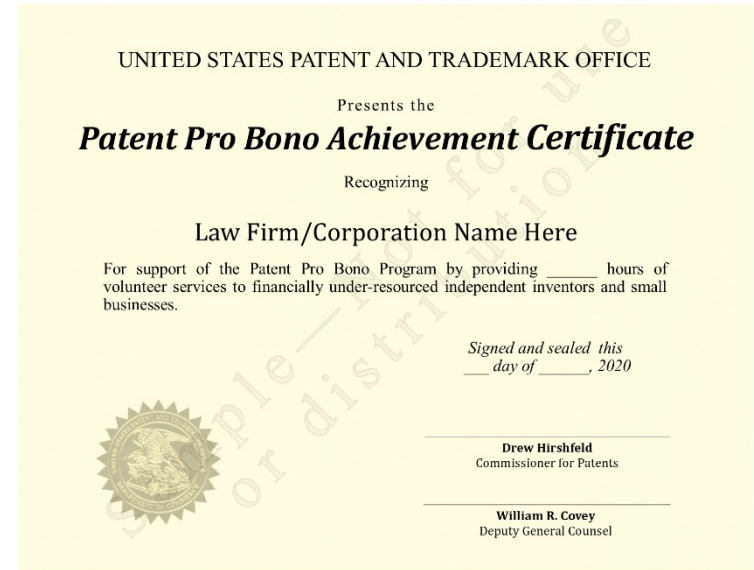 UNITED STATES PATENT AND TRADEMARK OFFICE
Presents the
Patent Pro Bono Achievement Certificate
Recognizing
Law Firm/Corporation Name Here
For support of the Patent Pro Bono Program by providing ______ hours of
volunteer services to financially under-resourced independent inventors and small
businesses.
Signed and sealed this
___ day of ______, 2020
Drew Hirshfeld
Commissioner for Patents
William R. Covey
Deputy General Counsel
Sample—Not for use
or distribution